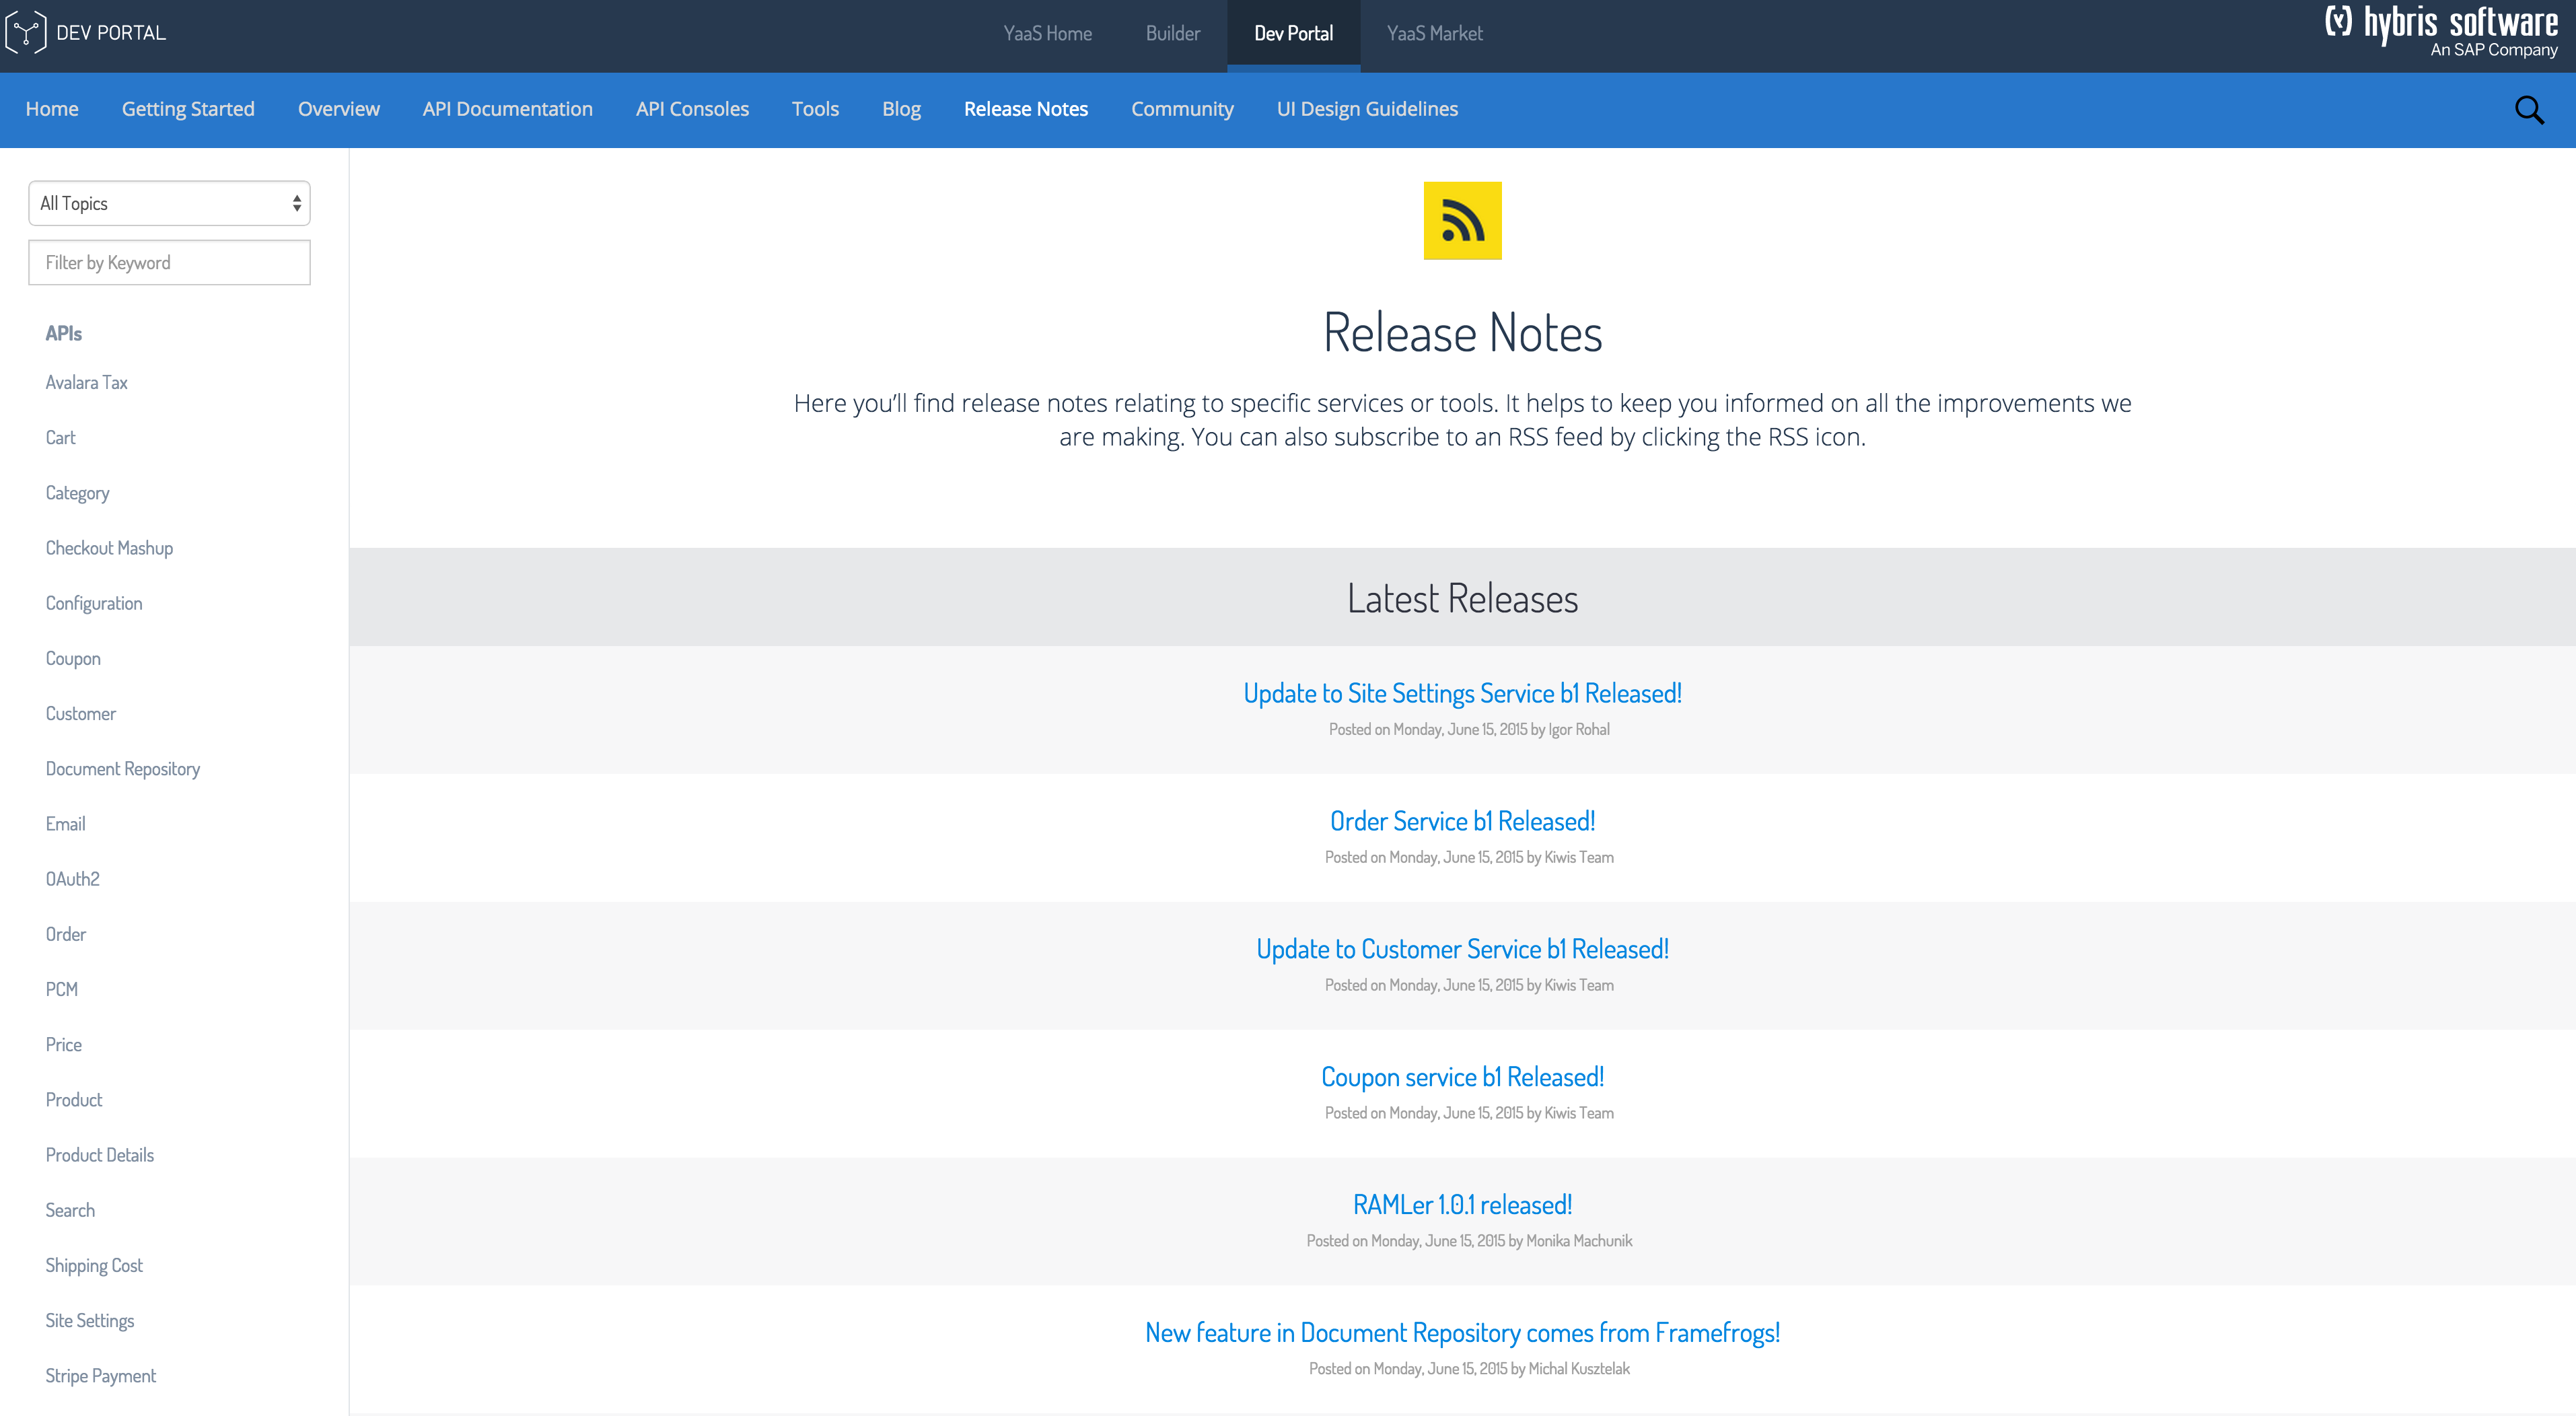 DEV PORTAL
YaaS Home
Builder
Dev Portal
YaaS Market
(y) hybris software
An SAP Company
Home
Getting Started
Overview
API Documentation
API Consoles
Tools
Blog
Release Notes
Community
UI Design Guidelines
All Topics
Filter by Keyword
APIs
Avalara Tax
Cart
Category
Checkout Mashup
Configuration
Coupon
Customer
Document Repository
Email
OAuth2
Order
PCM
Price
Product
Product Details
Search
Shipping Cost
Site Settings
Stripe Payment
Release Notes
Here you'll find release notes relating to specific services or tools. It helps to keep you informed on all the improvements we
are making. You can also subscribe to an RSS feed by clicking the RSS icon.
Latest Releases
Update to Site Settings Service b1 Released!
Posted on Monday, June 15, 2015 by Igor Rohal
Order Service b1 Released!
Posted on Monday, June 15, 2015 by Kiwis Team
Update to Customer Service b1 Released!
Posted on Monday, June 15, 2015 by Kiwis Team
Coupon service b1 Released!
Posted on Monday, June 15, 2015 by Kiwis Team
RAMLer 1.0.1 released!
Posted on Monday, June 15, 2015 by Monika Machunik
New feature in Document Repository comes from Framefrogs!
Posted on Monday, June 15, 2015 by Michal Kusztelak